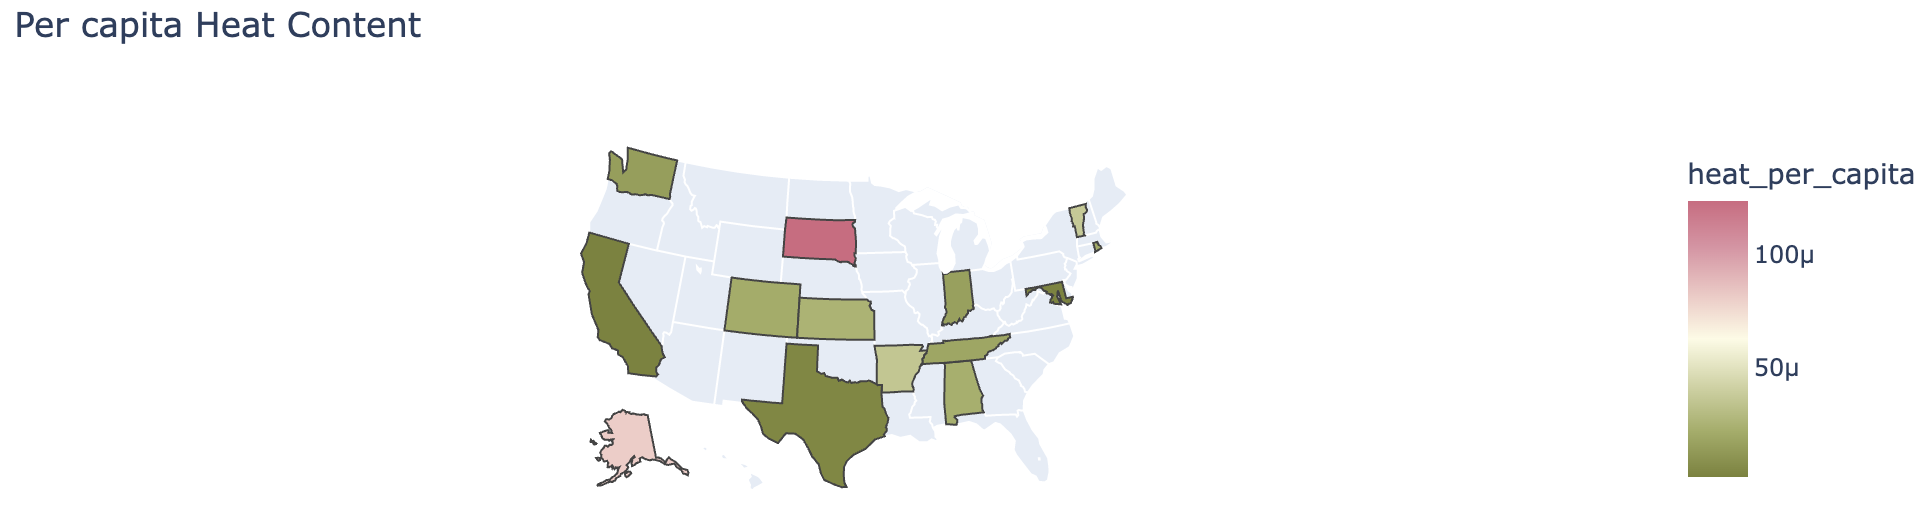 Per capita Heat Content
heat_per_capita
100μ
50μ